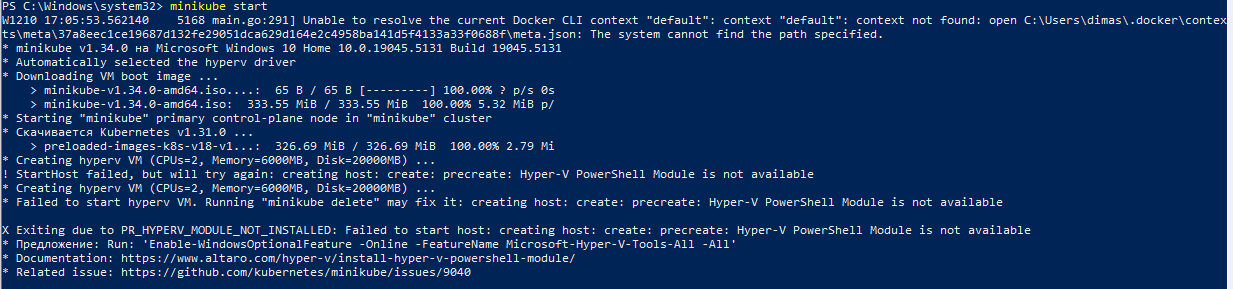 PS C:\Windows\system32> minikube start
W1210 17:05:53.562140    5168 main.go:291] Unable to resolve the current Docker CLI context "default": context "default": context not found: open C:\Users\dimas\.docker\contex
ts\meta\37a8eec1ce19687d132fe29051dca629d164e2c4958ba141d5f4133a33f0688f\meta.json: The system cannot find the path specified.
* minikube v1.34.0 на Microsoft Windows 10 Home 10.0.19045.5131 Build 19045.5131
* Automatically selected the hyperv driver
* Downloading VM boot image ...
    > minikube-v1.34.0-amd64.iso....:  65 B / 65 B [---------] 100.00% ? p/s 0s
    > minikube-v1.34.0-amd64.iso:  333.55 MiB / 333.55 MiB  100.00% 5.32 MiB p/
* Starting "minikube" primary control-plane node in "minikube" cluster
* Скачивается Kubernetes v1.31.0 ...
    > preloaded-images-k8s-v18-v1...:  326.69 MiB / 326.69 MiB  100.00% 2.79 Mi
* Creating hyperv VM (CPUs=2, Memory=6000MB, Disk=20000MB) ...
! StartHost failed, but will try again: creating host: create: precreate: Hyper-V PowerShell Module is not available
* Creating hyperv VM (CPUs=2, Memory=6000MB, Disk=20000MB) ...
* Failed to start hyperv VM. Running "minikube delete" may fix it: creating host: create: precreate: Hyper-V PowerShell Module is not available

X Exiting due to PR_HYPERV_MODULE_NOT_INSTALLED: Failed to start host: creating host: create: precreate: Hyper-V PowerShell Module is not available
* Предложение: Run: 'Enable-WindowsOptionalFeature -Online -FeatureName Microsoft-Hyper-V-Tools-All -All'
* Documentation: https://www.altaro.com/hyper-v/install-hyper-v-powershell-module/
* Related issue: https://github.com/kubernetes/minikube/issues/9040